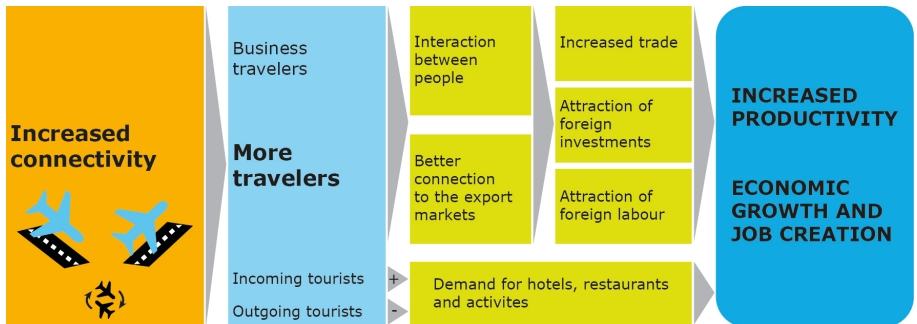 Increased
connectivity
Business
travelers
More
travelers
Incoming tourists
+
Outgoing tourists
-
Interaction
between
people
Better
connection
to the export
markets
Increased trade
Attraction of
foreign
investments
Attraction of
foreign labour
Demand for hotels, restaurants
and activites
INCREASED
PRODUCTIVITY
ECONOMIC
GROWTH AND
JOB CREATION